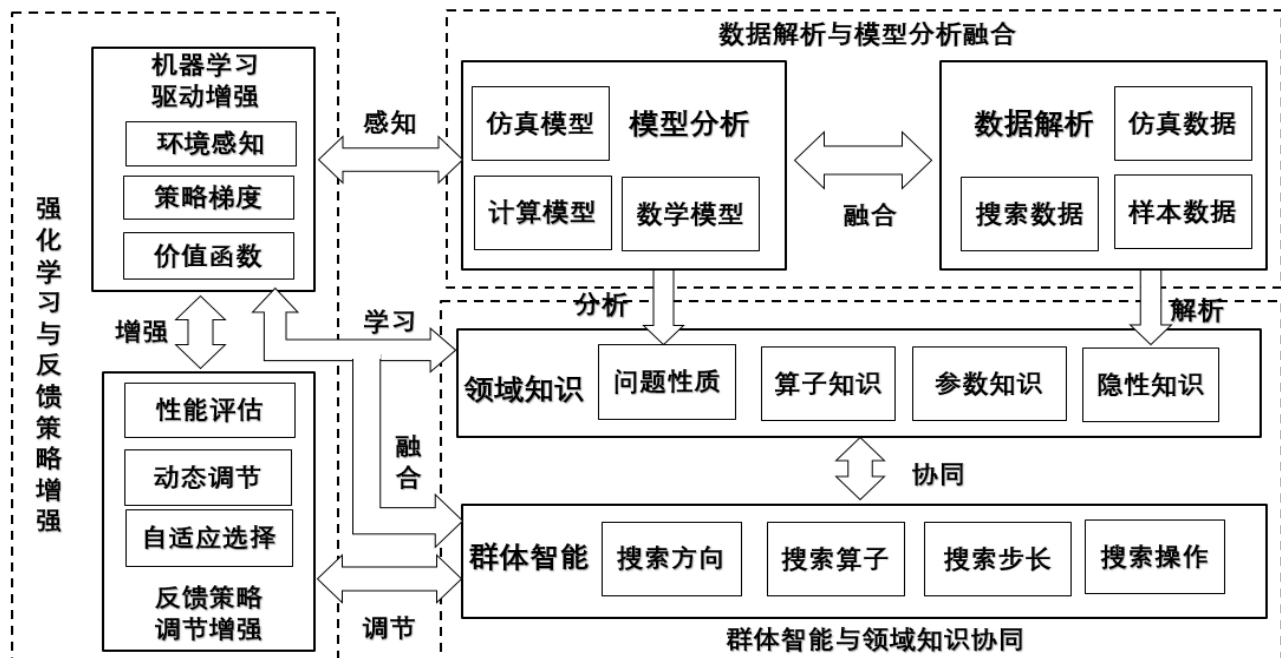 强化学习与反馈策略增强
机器学习
驱动增强
环境感知
策略梯度
价值函数
增强
性能评估
动态调节
自适应选择
反馈策略
调节增强
感知
学习
融合
调节
数据解析与模型分析融合
仿真模型
模型分析
计算模型
数学模型
融合
数据解析
仿真数据
搜索数据
样本数据
分析
解析
领域知识
问题性质
算子知识
参数知识
隐性知识
协同
群体智能
搜索方向
搜索算子
搜索步长
搜索操作
群体智能与领域知识协同